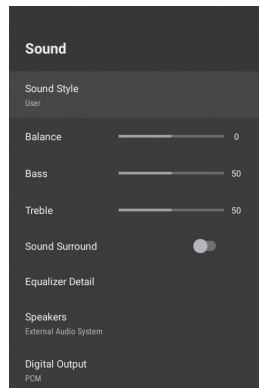 Sound
Sound Style
User
Balance 0
Bass 50
Treble 50
Sound Surround
Equalizer Detail
Speakers
External Audio System
Digital Output
PCM